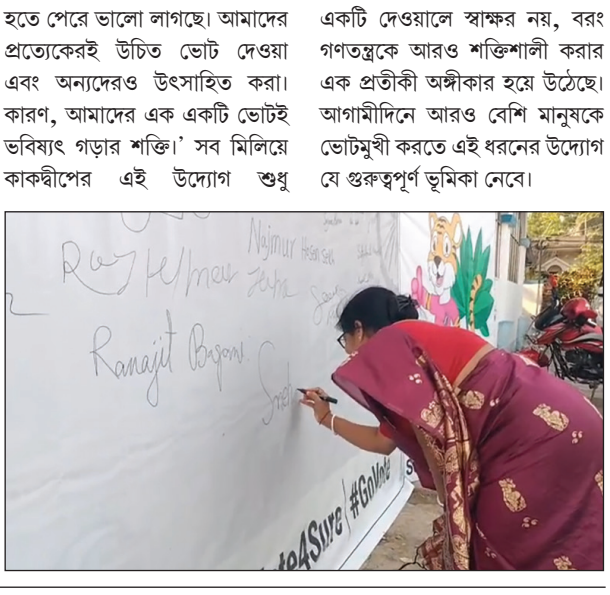 হতে পেরে ভালো লাগছে। আমাদের
প্রত্যেকেরই উচিত ভোট দেওয়া
এবং অন্যদেরও উৎসাহিত করা।
কারণ, আমাদের এক একটি ভোটই
ভবিষ্যৎ গড়ার শক্তি।’ সব মিলিয়ে
কাকদ্বীপের এই উদ্যোগ শুধু
একটি দেওয়ালে স্বাক্ষর নয়, বরং
গণতন্ত্রকে আরও শক্তিশালী করার
এক প্রতীকী অঙ্গীকার হয়ে উঠেছে।
আগামীদিনে আরও বেশি মানুষকে
ভোটমুখী করতে এই ধরনের উদ্যোগ
যে গুরুত্বপূর্ণ ভূমিকা নেবে।
Najmur Hosen
Ranajit
#GoVote